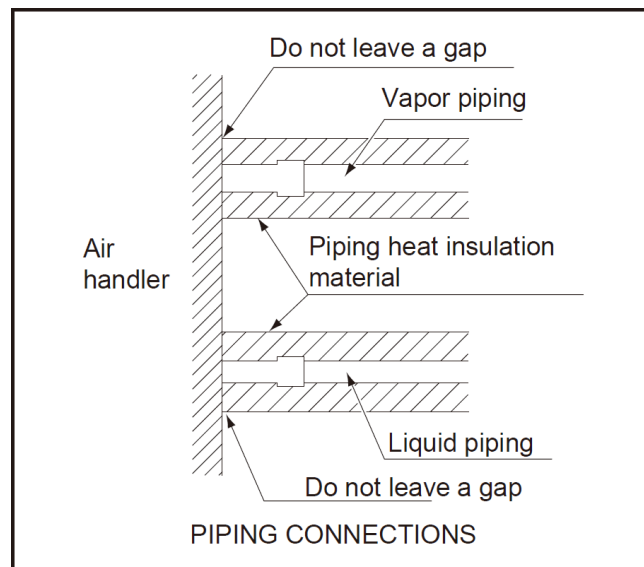 Do not leave a gap
Vapor piping
Air
handler
Piping heat insulation
material
Liquid piping
Do not leave a gap
PIPING CONNECTIONS